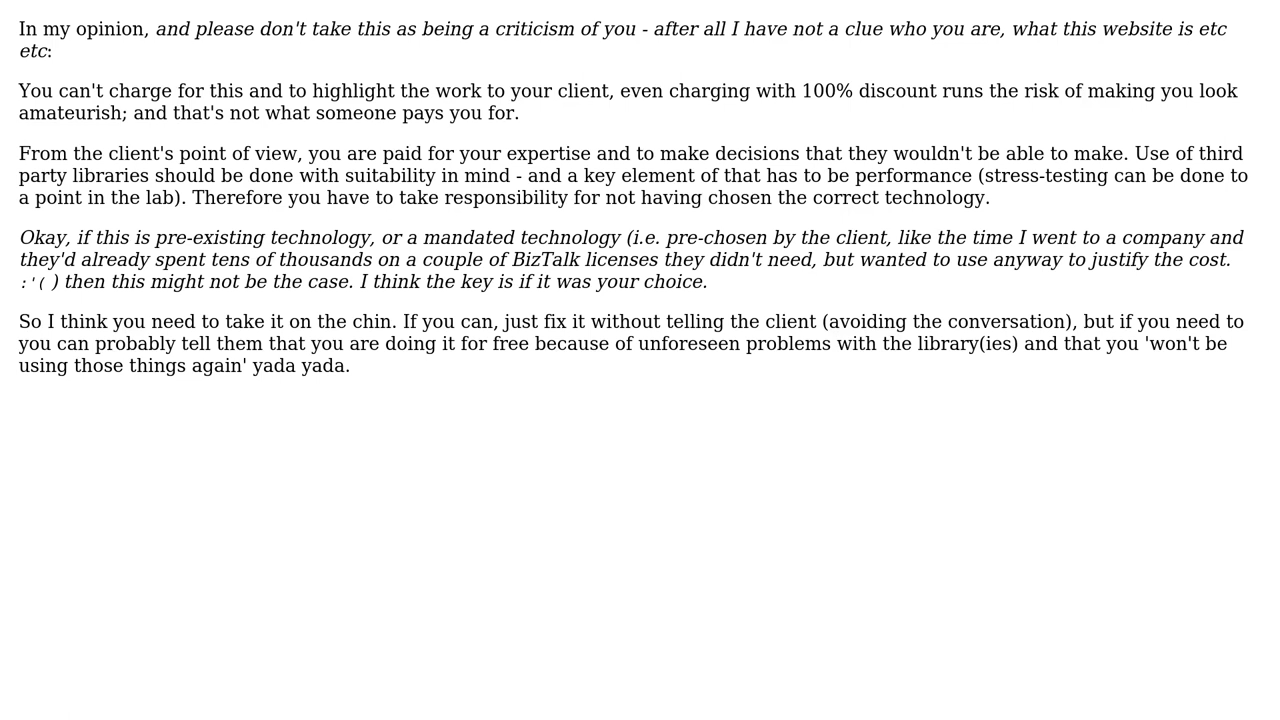 In my opinion, and please don't take this as being a criticism of you - after all I have not a clue who you are, what this website is etc
etc:
You can't charge for this and to highlight the work to your client, even charging with 100% discount runs the risk of making you look
amateurish; and that's not what someone pays you for.
From the client's point of view, you are paid for your expertise and to make decisions that they wouldn't be able to make. Use of third
party libraries should be done with suitability in mind - and a key element of that has to be performance (stress-testing can be done to
a point in the lab). Therefore you have to take responsibility for not having chosen the correct technology.
Okay, if this is pre-existing technology, or a mandated technology (i.e. pre-chosen by the client, like the time I went to a company and
they'd already spent tens of thousands on a couple of BizTalk licenses they didn't need, but wanted to use anyway to justify the cost.
:'( ) then this might not be the case. I think the key is if it was your choice.
So I think you need to take it on the chin. If you can, just fix it without telling the client (avoiding the conversation), but if you need to
you can probably tell them that you are doing it for free because of unforeseen problems with the library(ies) and that you 'won't be
using those things again' yada yada.